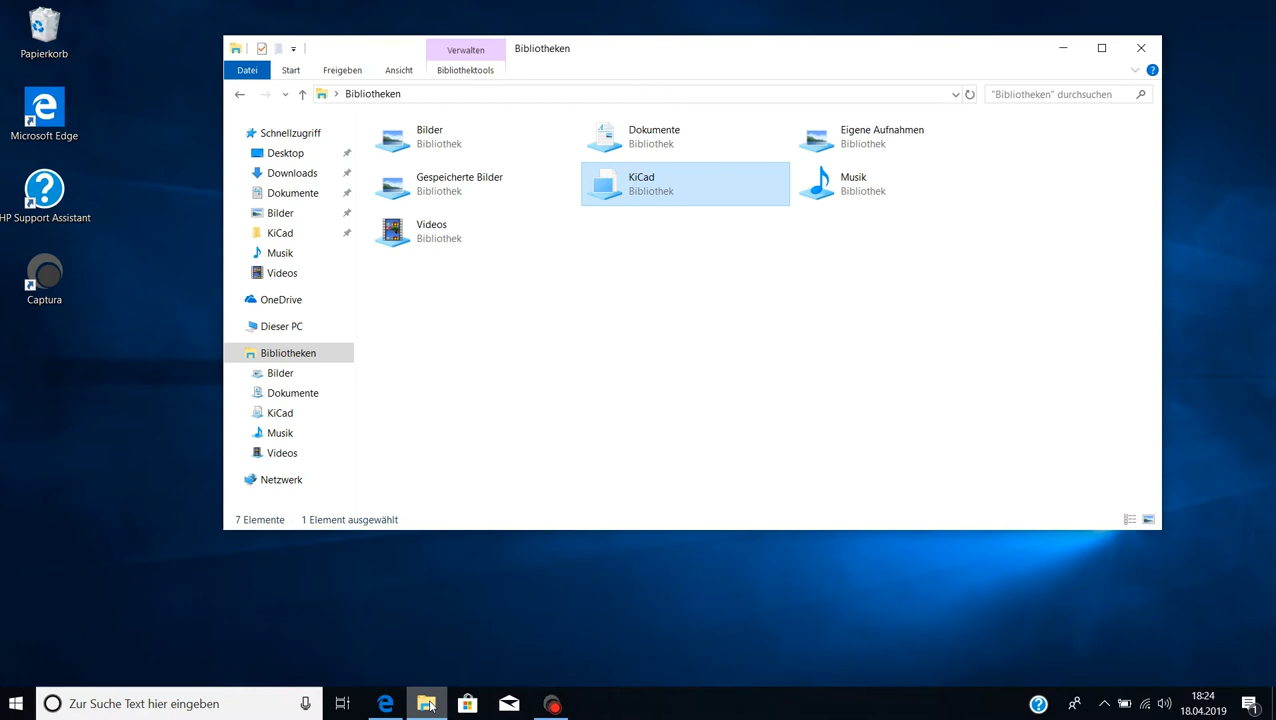 Papierkorb
Microsoft Edge
HP Support Assistant
Captura
Verwalten
Bibliotheken
Datei
Start
Freigeben
Ansicht
Bibliothektools
Bibliotheken
"Bibliotheken" durchsuchen
Schnellzugriff
Desktop
Downloads
Dokumente
Bilder
KiCad
Musik
Videos
OneDrive
Dieser PC
Bibliotheken
Bilder
Dokumente
KiCad
Musik
Videos
Netzwerk
Bilder
Bibliothek
Dokumente
Bibliothek
Eigene Aufnahmen
Bibliothek
Gespeicherte Bilder
Bibliothek
KiCad
Bibliothek
Musik
Bibliothek
Videos
Bibliothek
7 Elemente
1 Element ausgewählt
Zur Suche Text hier eingeben
18:24
18.04.2019
1